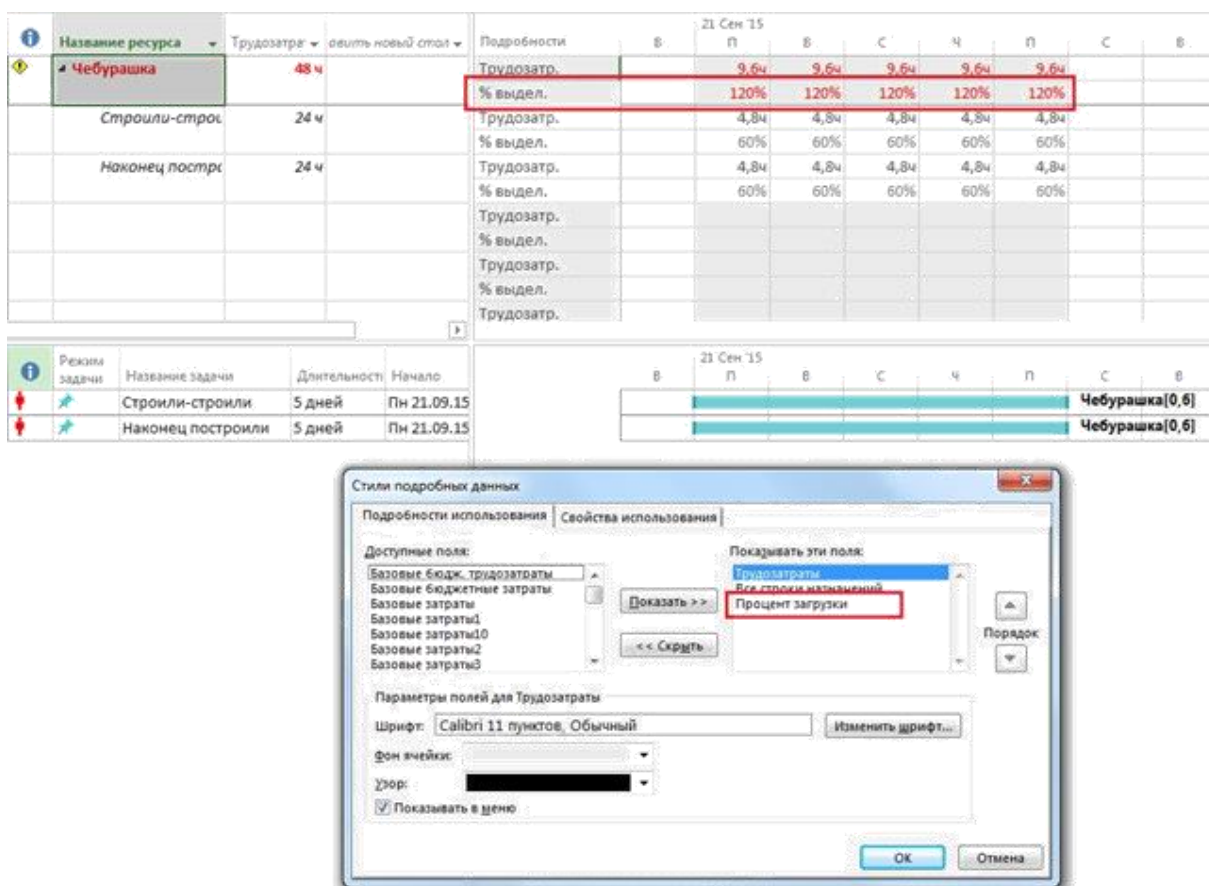 21 Сен '15
Название ресурса Трудозатрат авить новый стол Подробности В П В С Ч П С В
Чебурашка 48 ч Трудозатр. 9,6ч 9,6ч 9,6ч 9,6ч 9,6ч
% выдел. 120% 120% 120% 120% 120%
Строили-строи 24 ч Трудозатр. 4,8ч 4,8ч 4,8ч 4,8ч 4,8ч
% выдел. 60% 60% 60% 60% 60%
Наконец постро 24 ч Трудозатр. 4,8ч 4,8ч 4,8ч 4,8ч 4,8ч
% выдел. 60% 60% 60% 60% 60%
Трудозатр.
% выдел.
Трудозатр.
% выдел.
Трудозатр.
21 Сен '15
Режим задачи Название задачи Длительность Начало В П В С Ч П С В
Строили-строили 5 дней Пн 21.09.15 Чебурашка[0,6]
Наконец построили 5 дней Пн 21.09.15 Чебурашка[0,6]
Стили подробных данных
Подробности использования Свойства использования
Доступные поля: Показывать эти поля:
Базовые бюдж. трудозатраты Трудозатраты
Базовые бюджетные затраты Все строки назначений
Базовые затраты Показать >> Процент загрузки
Базовые затраты1
Базовые затраты10 Порядок
Базовые затраты2 << Скрыть
Базовые затраты3
Параметры полей для Трудозатраты
Шрифт: Calibri 11 пунктов, Обычный Изменить шрифт...
Фон ячейки:
Узор:
Показывать в меню
ОК Отмена